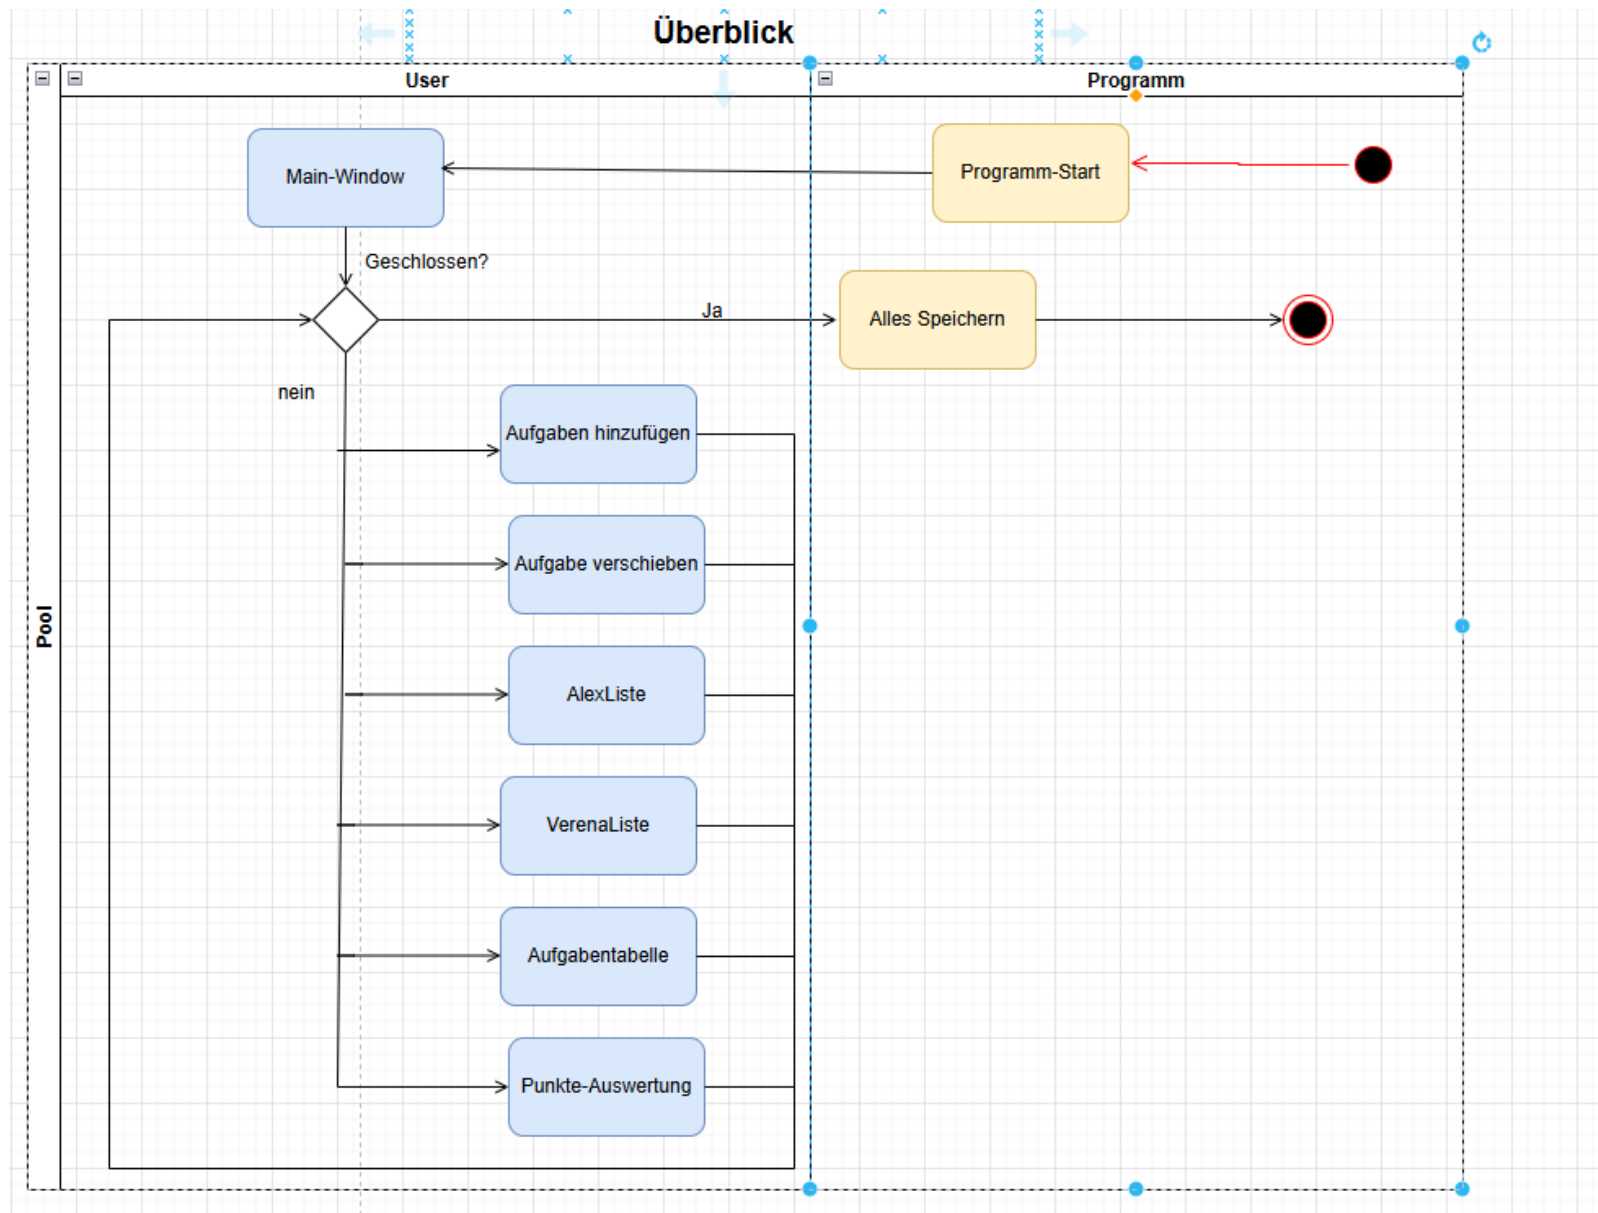 Überblick
User
Programm
Pool
Main-Window
Programm-Start
Geschlossen?
Ja
Alles Speichern
nein
Aufgaben hinzufügen
Aufgabe verschieben
AlexListe
VerenaListe
Aufgabentabelle
Punkte-Auswertung